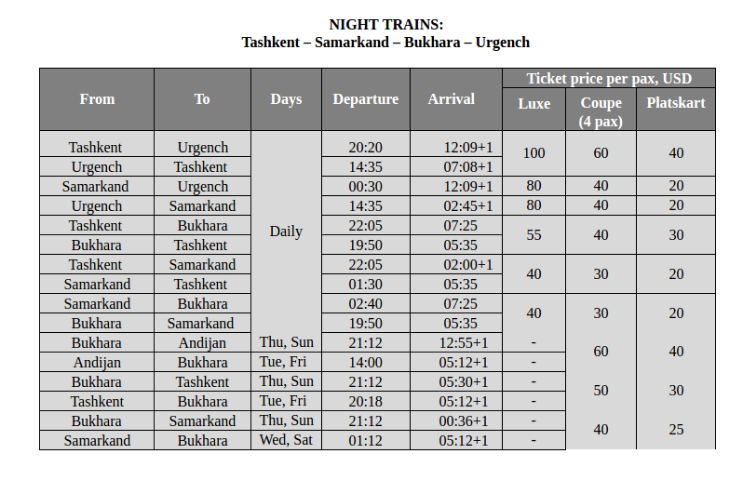 NIGHT TRAINS:
Tashkent – Samarkand – Bukhara – Urgench
From To Days Departure Arrival Ticket price per pax, USD
Luxe Coupe (4 pax) Platskart
Tashkent Urgench Daily 20:20 12:09+1 100 60 40
Urgench Tashkent 14:35 07:08+1
Samarkand Urgench 00:30 12:09+1 80 40 20
Urgench Samarkand 14:35 02:45+1 80 40 20
Tashkent Bukhara 22:05 07:25 55 40 30
Bukhara Tashkent 19:50 05:35
Tashkent Samarkand 22:05 02:00+1 40 30 20
Samarkand Tashkent 01:30 05:35
Samarkand Bukhara 02:40 07:25 40 30 20
Bukhara Samarkand 19:50 05:35
Bukhara Andijan Thu, Sun 21:12 12:55+1 - 60 40
Andijan Bukhara Tue, Fri 14:00 05:12+1 -
Bukhara Tashkent Thu, Sun 21:12 05:30+1 - 50 30
Tashkent Bukhara Tue, Fri 20:18 05:12+1 -
Bukhara Samarkand Thu, Sun 21:12 00:36+1 - 40 25
Samarkand Bukhara Wed, Sat 01:12 05:12+1 -